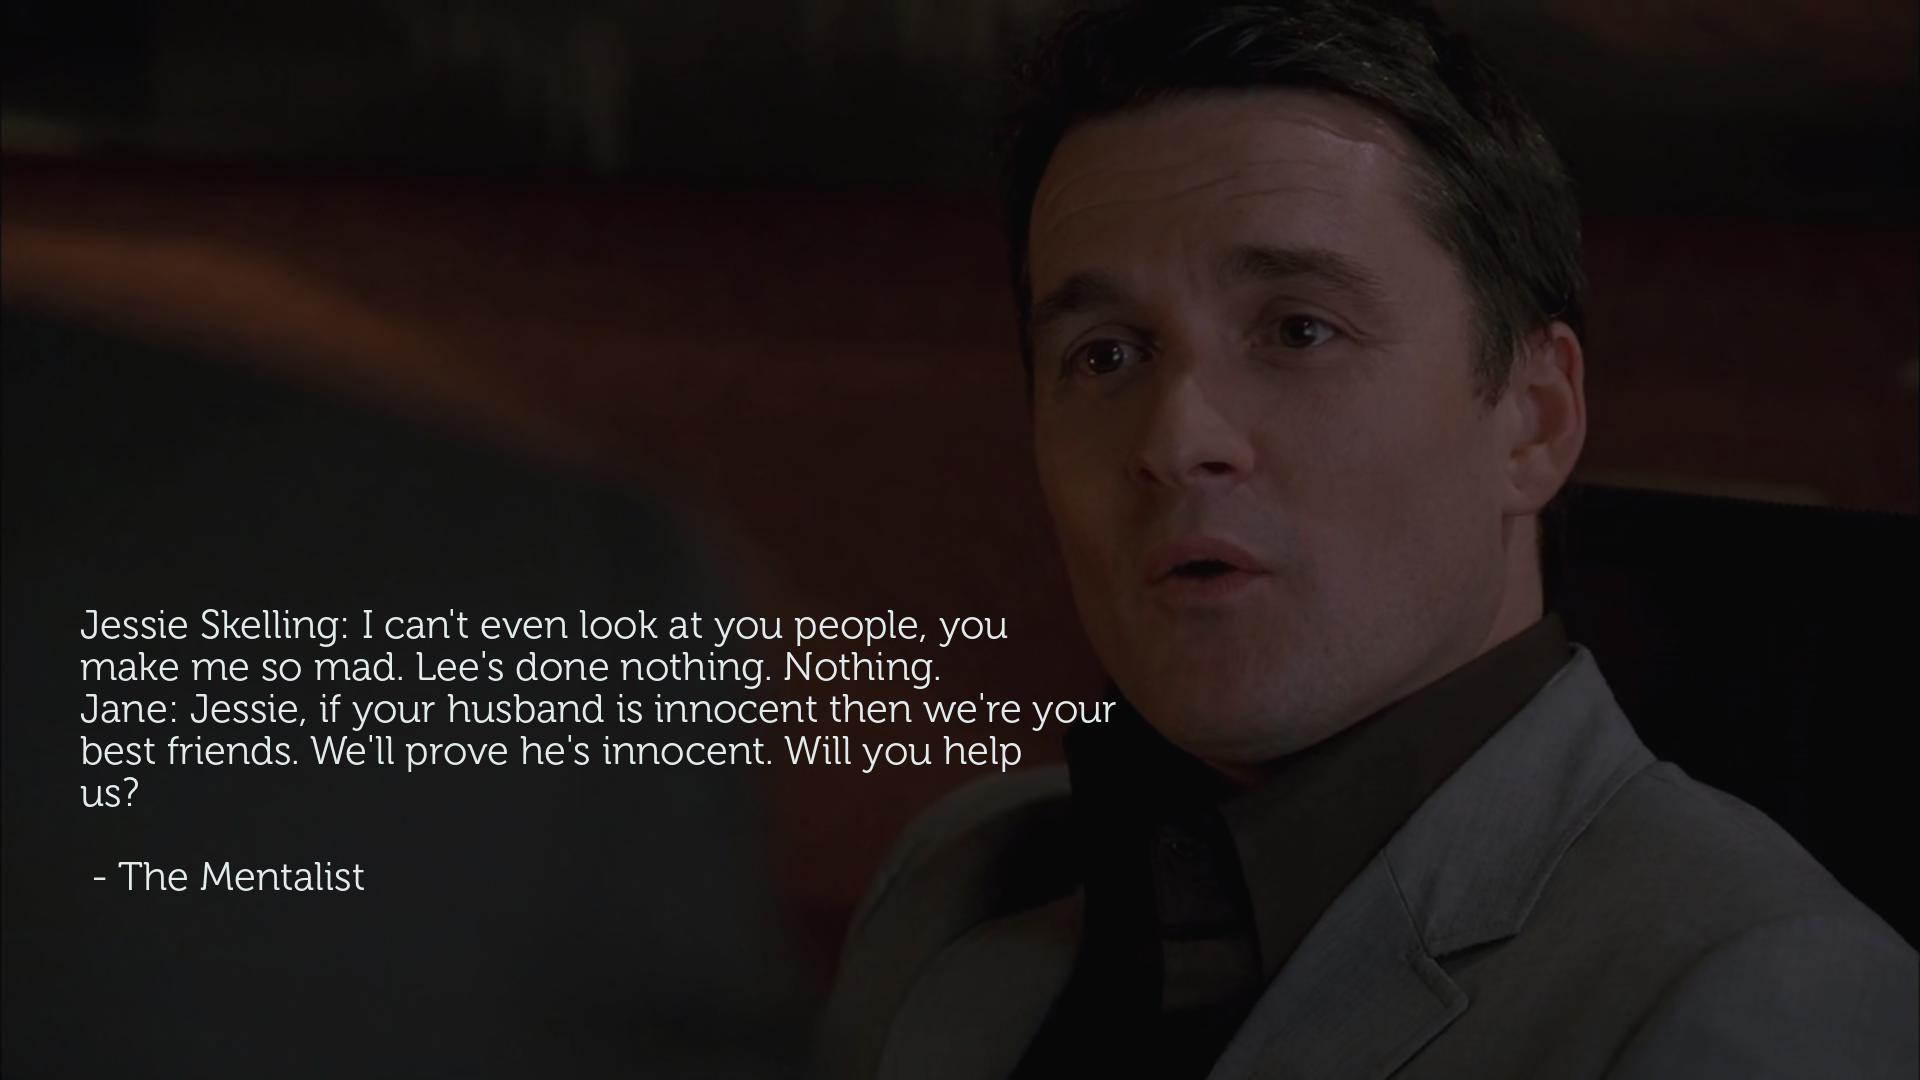 Jessie Skelling: I can't even look at you people, you
make me so mad. Lee's done nothing. Nothing.
Jane: Jessie, if your husband is innocent then we're your
best friends. We'll prove he's innocent. Will you help
us?
- The Mentalist